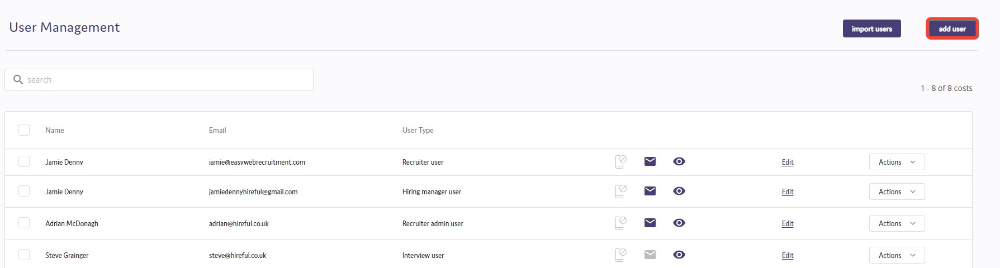 User Management
import users
add user
search
1 - 8 of 8 costs
Name Email User Type
Jamie Denny jamie@easywebrecruitment.com Recruiter user Edit Actions
Jamie Denny jamiedennyhireful@gmail.com Hiring manager user Edit Actions
Adrian McDonagh adrian@hireful.co.uk Recruiter admin user Edit Actions
Steve Grainger steve@hireful.co.uk Interview user Edit Actions